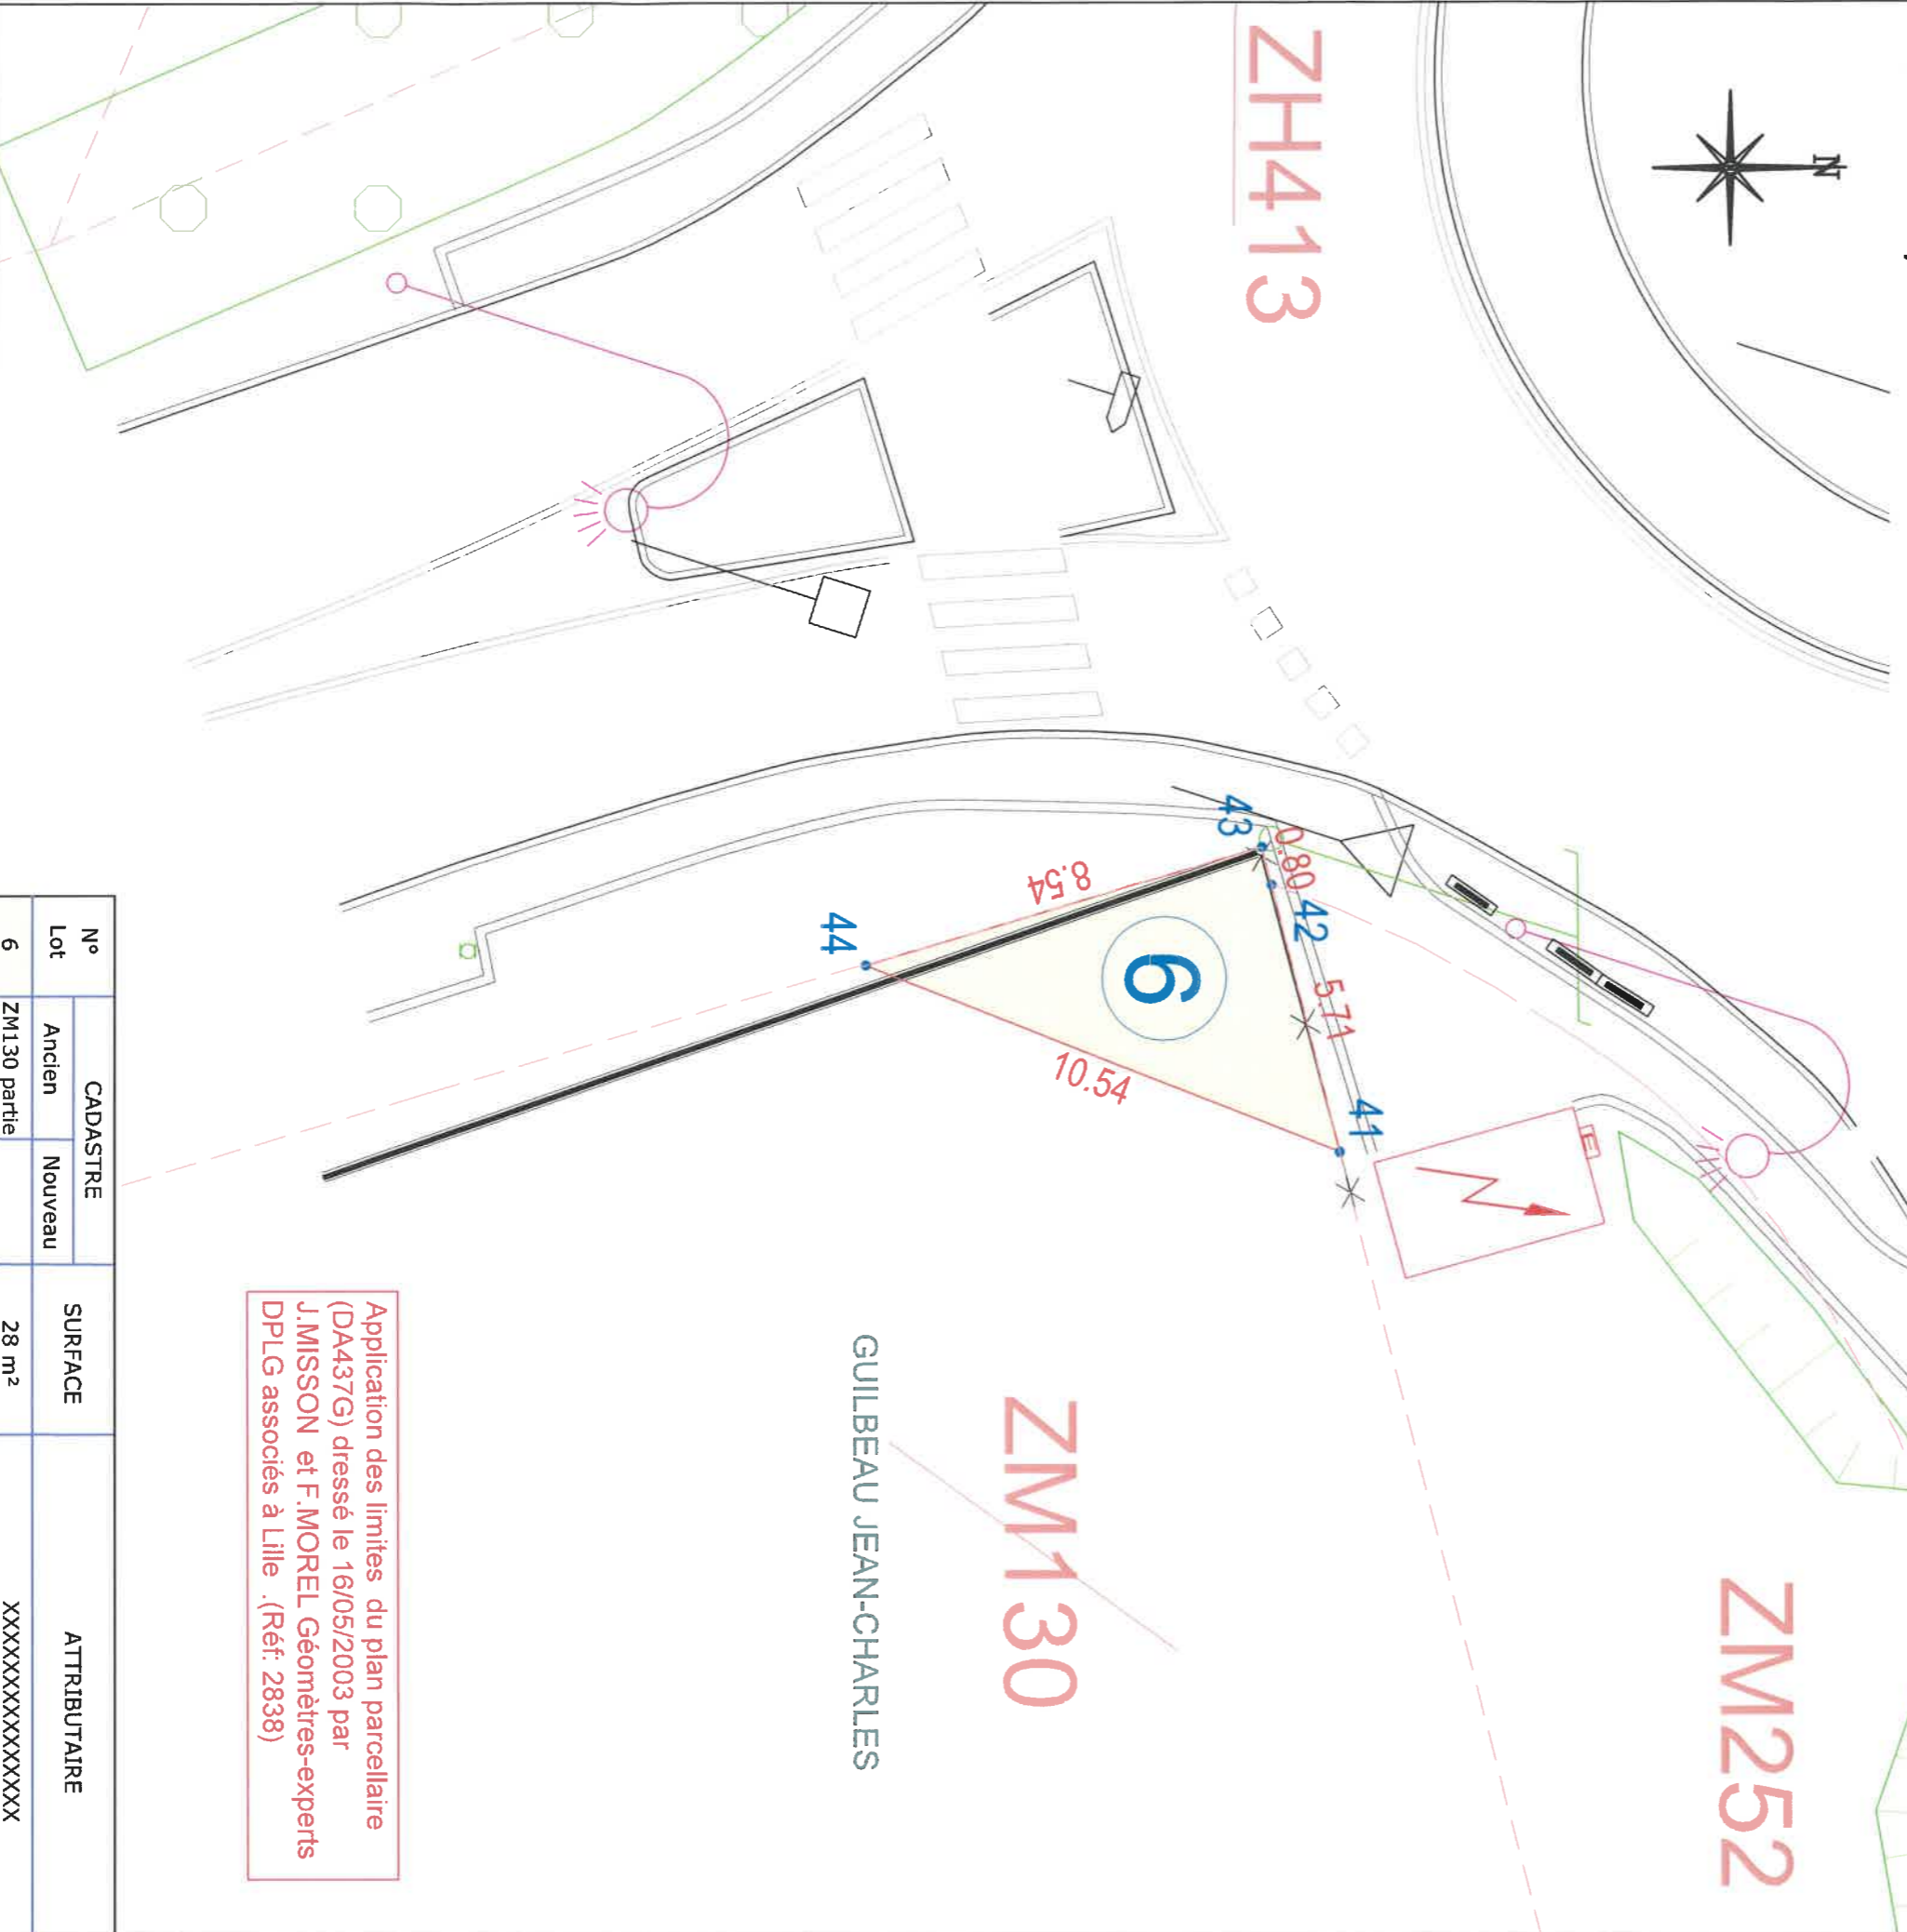 N
ZH413
ZM252
43
0.80
42
5.71
41
8.54
6
44
10.54
ZM130
GUILBEAU JEAN-CHARLES
Application des limites du plan parcellaire
(DA437G) dressé le 16/05/2003 par
J.MISSON et F.MOREL Géomètres-experts
DPLG associés à Lille .(Réf: 2838)
N° Lot CADASTRE SURFACE ATTRIBUTAIRE
Ancien Nouveau
6 ZM130 partie 28 m² XXXXXXXXXXXXXXXX